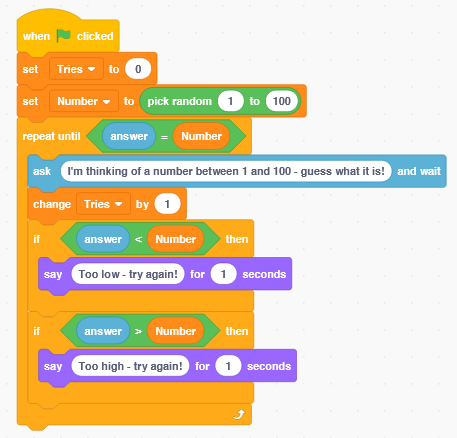 when clicked
set Tries to 0
set Number to pick random 1 to 100
repeat until answer = Number
ask I'm thinking of a number between 1 and 100 - guess what it is! and wait
change Tries by 1
if answer < Number then
say Too low - try again! for 1 seconds
if answer > Number then
say Too high - try again! for 1 seconds